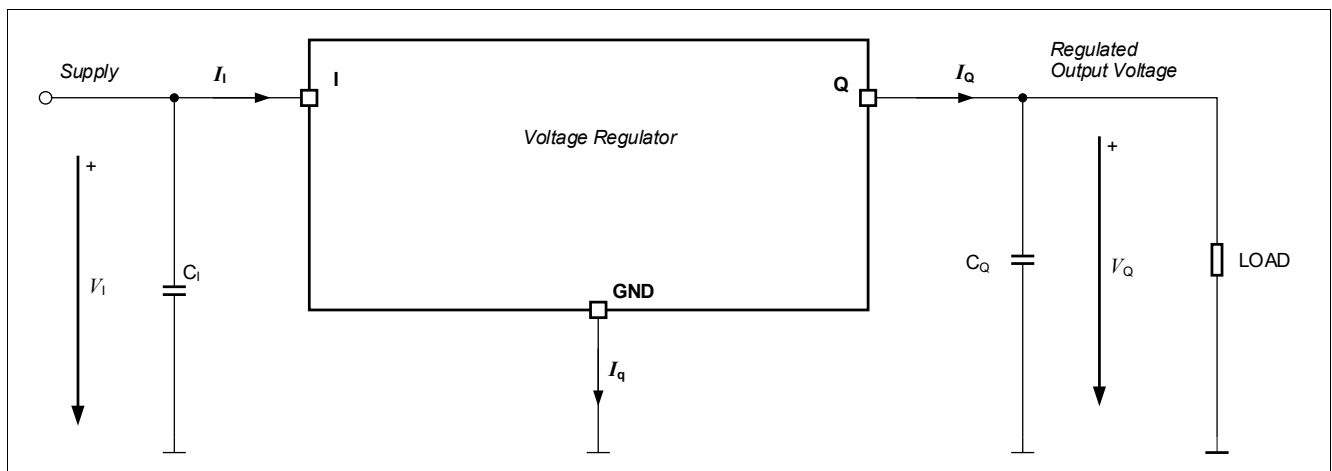 Supply
I_I
I
Q
I_Q
Regulated
Output Voltage
Voltage Regulator
+
+
V_I
C_I
C_Q
V_Q
LOAD
GND
I_q